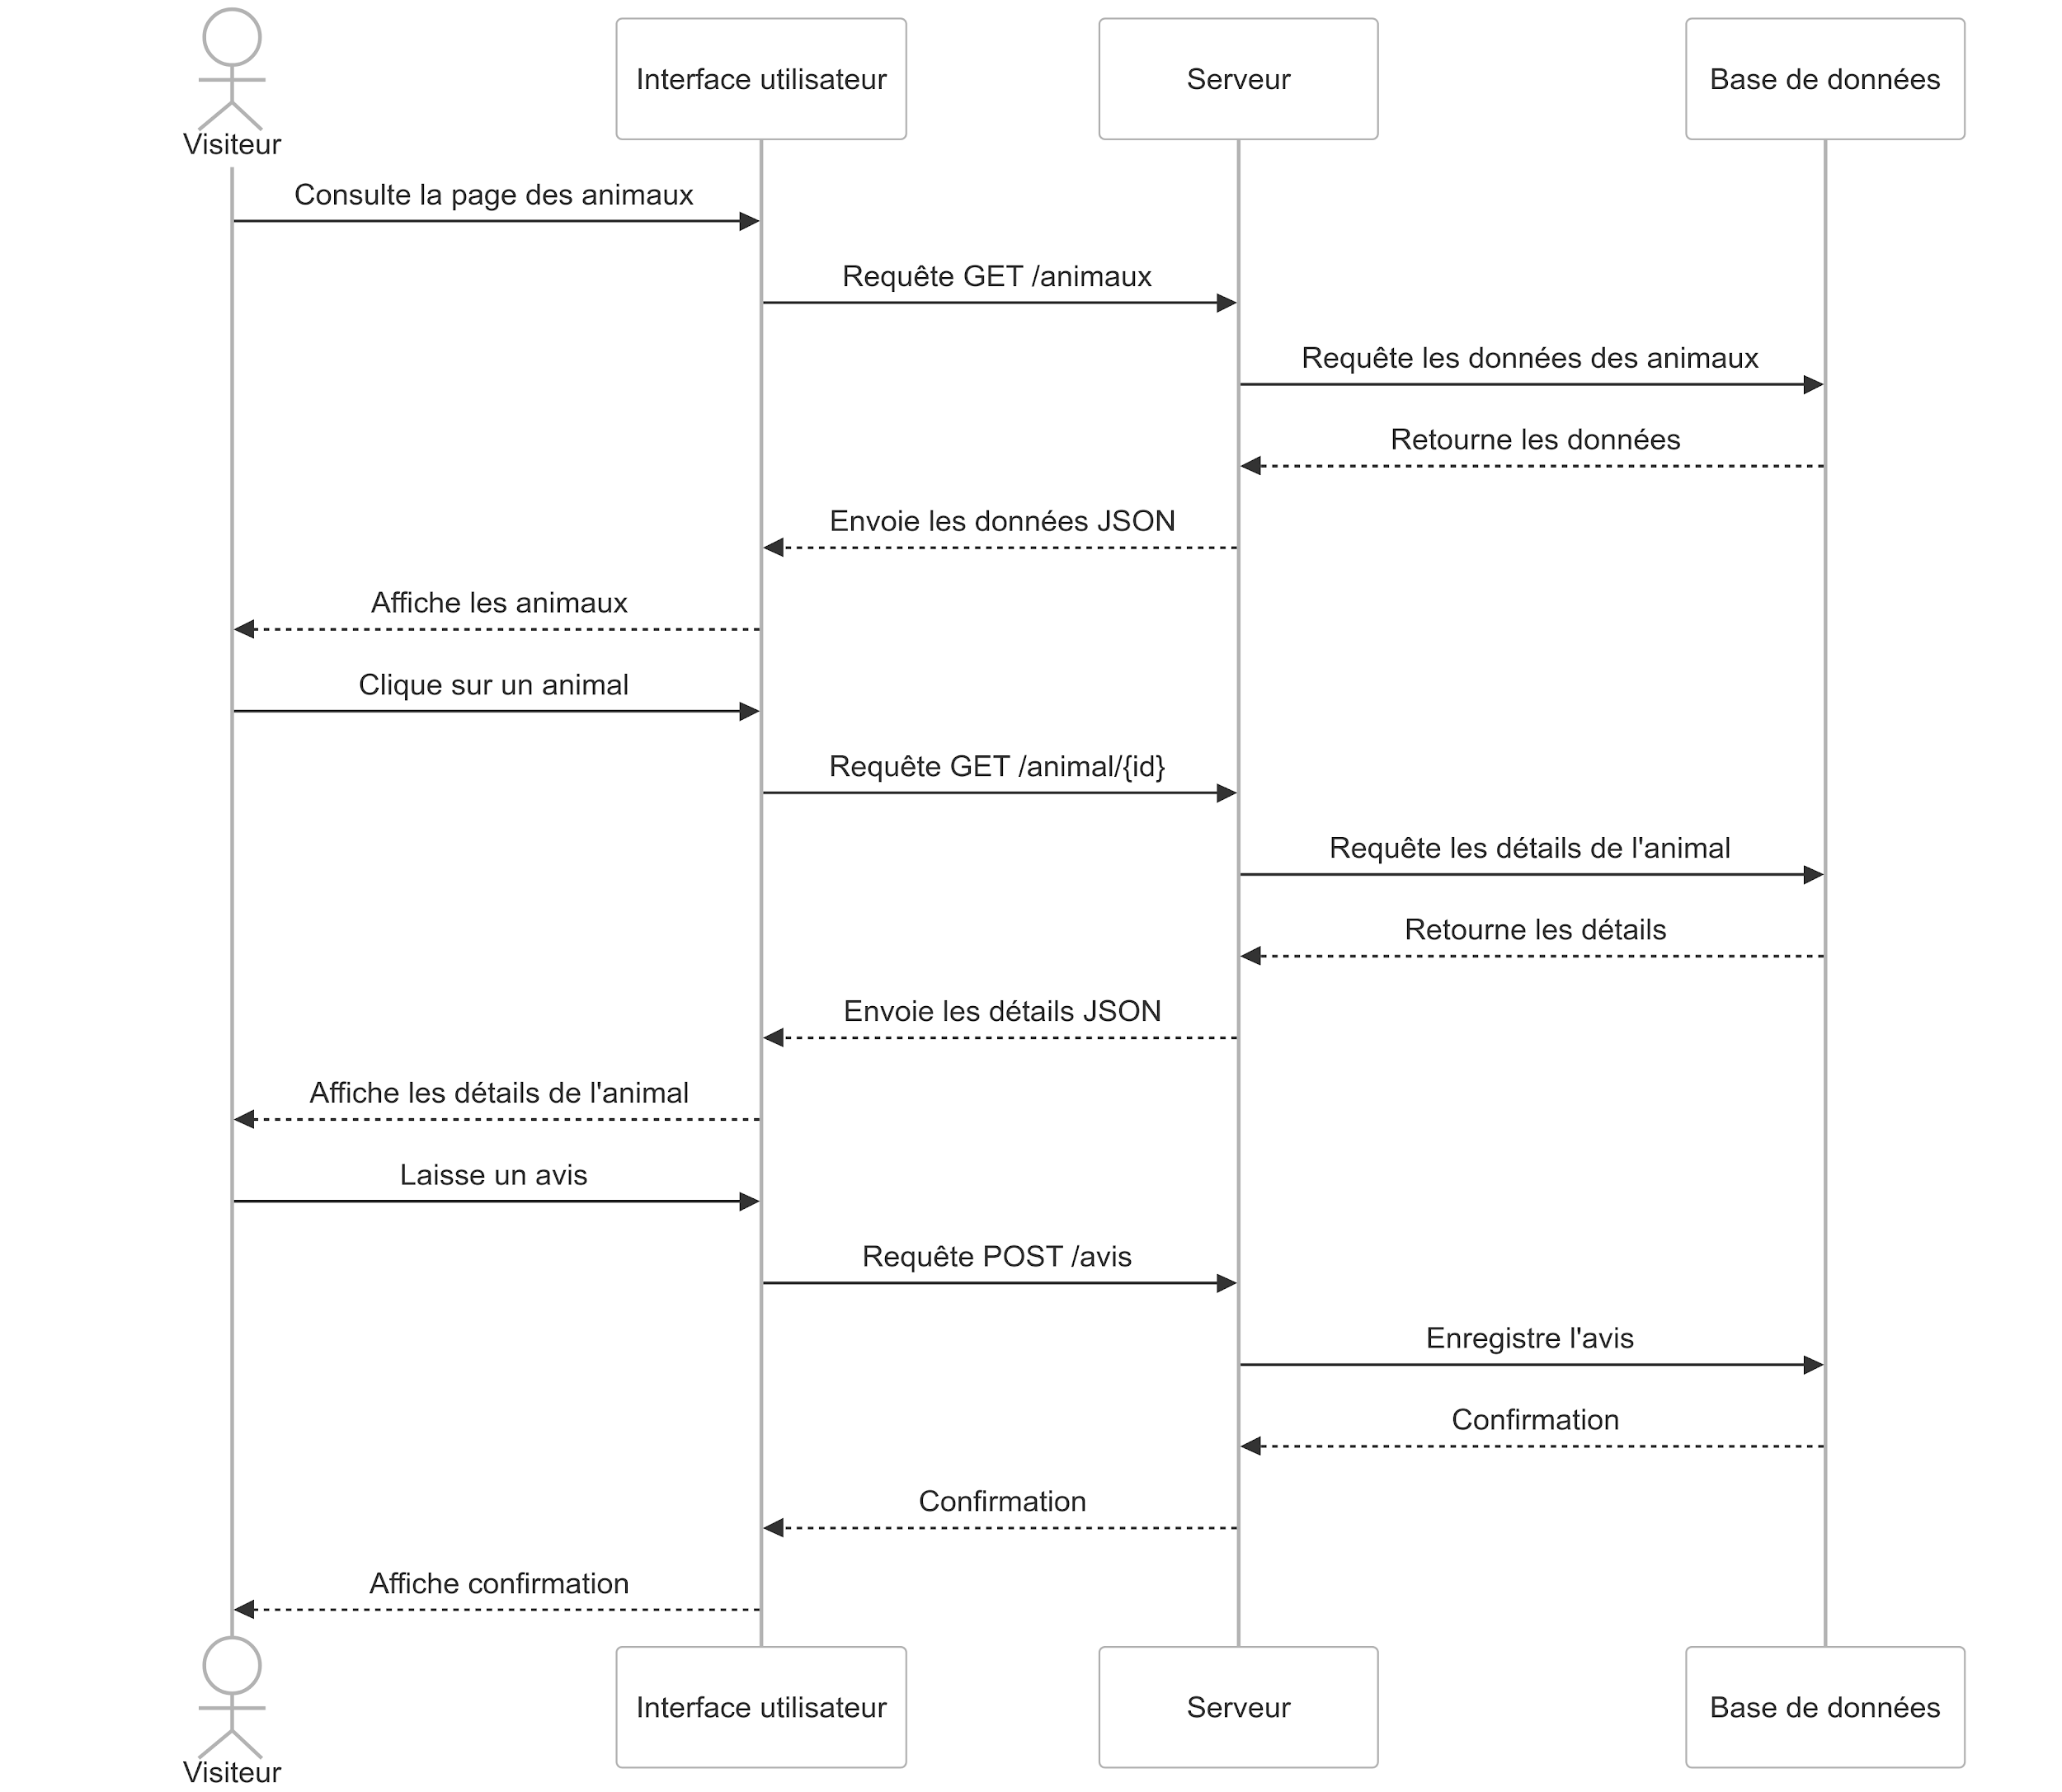 Visiteur
Interface utilisateur
Serveur
Base de données
Consulte la page des animaux
Requête GET /animaux
Requête les données des animaux
Retourne les données
Envoie les données JSON
Affiche les animaux
Clique sur un animal
Requête GET /animal/{id}
Requête les détails de l'animal
Retourne les détails
Envoie les détails JSON
Affiche les détails de l'animal
Laisse un avis
Requête POST /avis
Enregistre l'avis
Confirmation
Confirmation
Affiche confirmation
Visiteur
Interface utilisateur
Serveur
Base de données